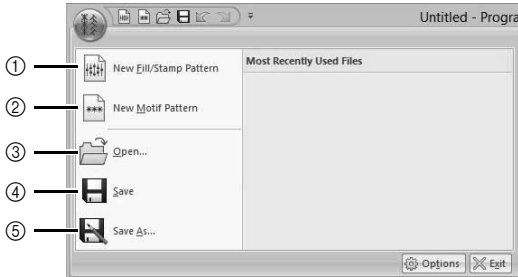 Untitled - Progra
① New Fill/Stamp Pattern
Most Recently Used Files
② New Motif Pattern
③ Open...
④ Save
⑤ Save As...
Options Exit